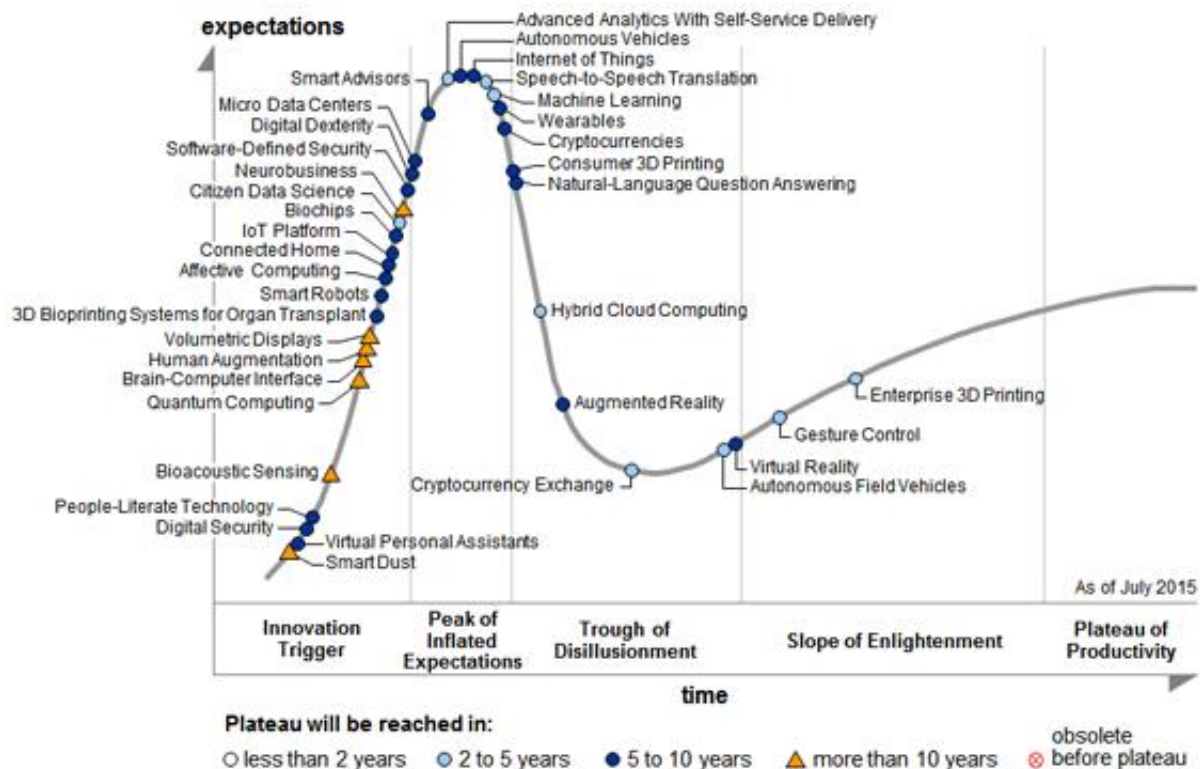 expectations
Advanced Analytics With Self-Service Delivery
Autonomous Vehicles
Internet of Things
Speech-to-Speech Translation
Machine Learning
Wearables
Cryptocurrencies
Consumer 3D Printing
Natural-Language Question Answering
Smart Advisors
Micro Data Centers
Digital Dexterity
Software-Defined Security
Neurobusiness
Citizen Data Science
Biochips
IoT Platform
Connected Home
Affective Computing
Smart Robots
3D Bioprinting Systems for Organ Transplant
Volumetric Displays
Human Augmentation
Brain-Computer Interface
Quantum Computing
Bioacoustic Sensing
People-Literate Technology
Digital Security
Virtual Personal Assistants
Smart Dust
Hybrid Cloud Computing
Augmented Reality
Cryptocurrency Exchange
Enterprise 3D Printing
Gesture Control
Virtual Reality
Autonomous Field Vehicles
As of July 2015
Innovation
Trigger
Peak of
Inflated
Expectations
Trough of
Disillusionment
Slope of Enlightenment
Plateau of
Productivity
time
Plateau will be reached in:
less than 2 years
2 to 5 years
5 to 10 years
more than 10 years
obsolete
before plateau